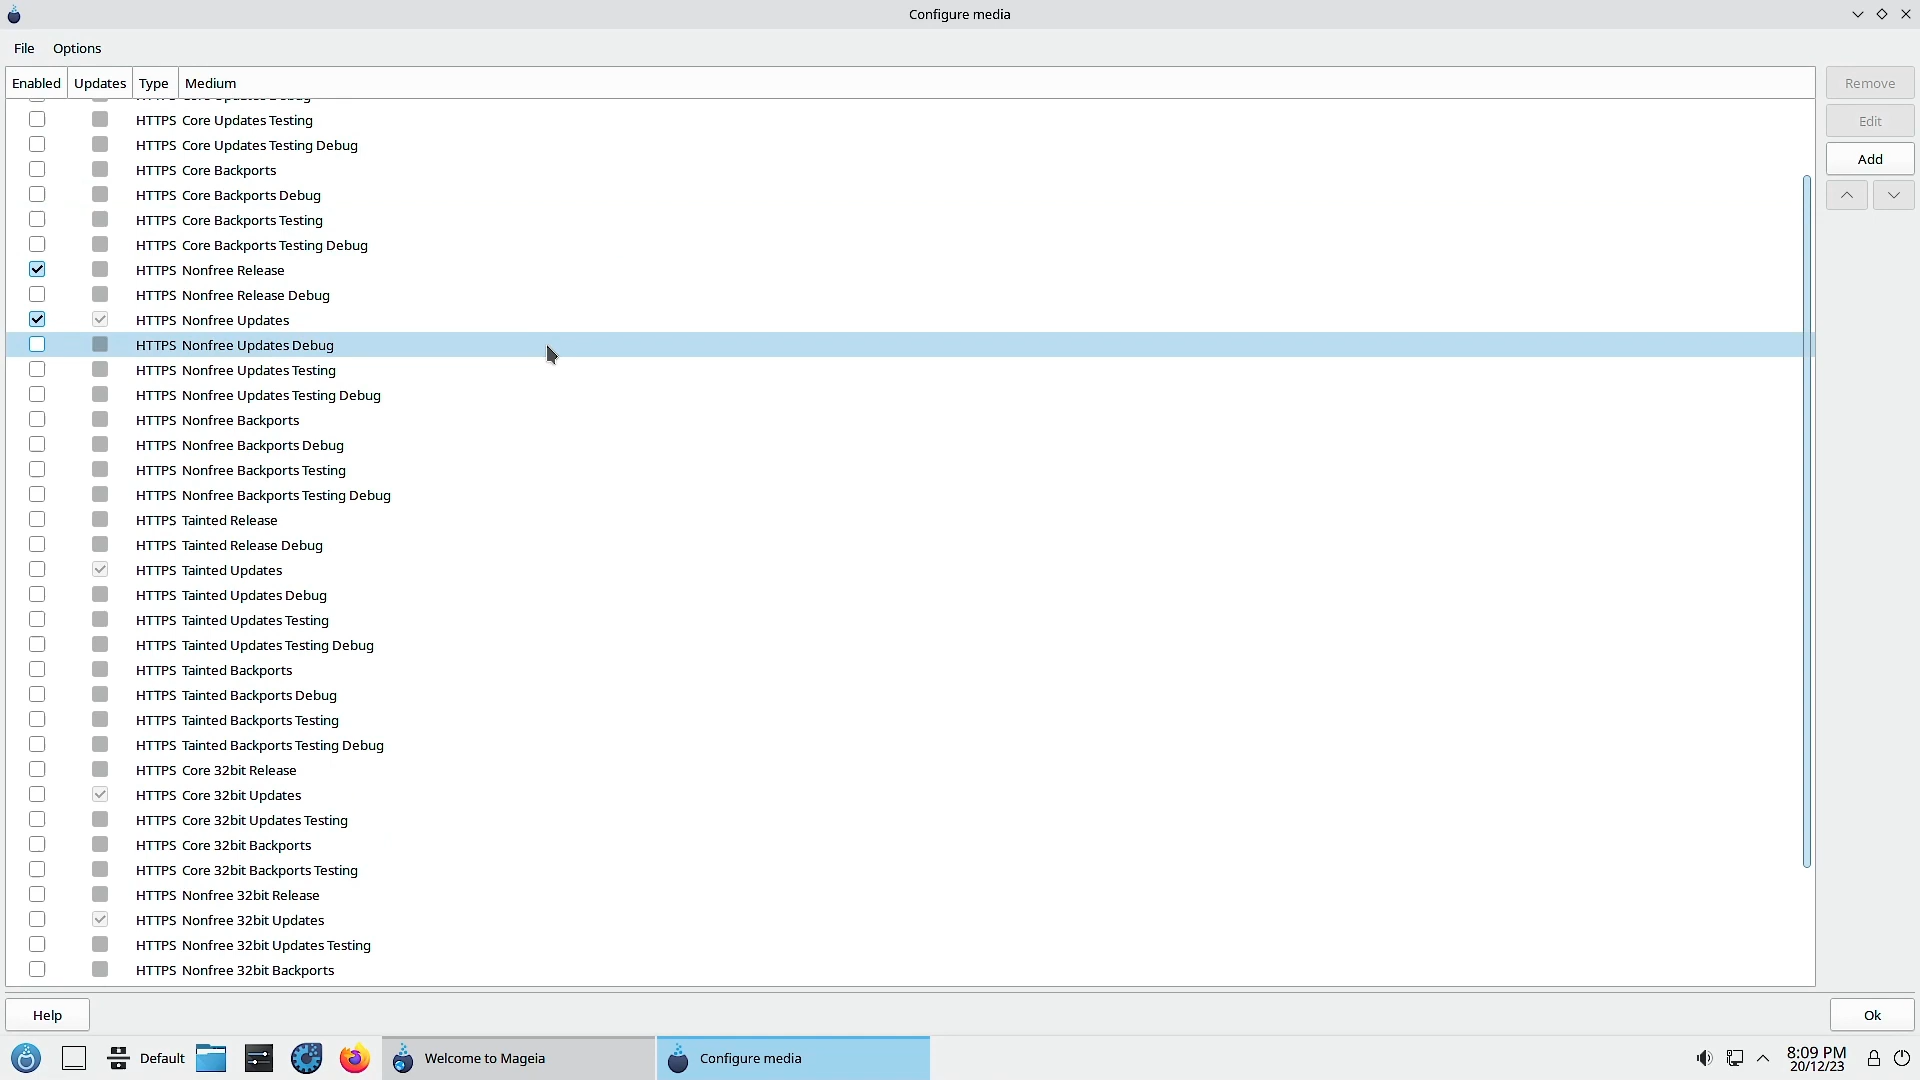 Configure media
File Options
Enabled Updates Type Medium
Remove
HTTPS Core Updates Testing
Edit
HTTPS Core Updates Testing Debug
Add
HTTPS Core Backports
HTTPS Core Backports Debug
HTTPS Core Backports Testing
HTTPS Core Backports Testing Debug
HTTPS Nonfree Release
HTTPS Nonfree Release Debug
HTTPS Nonfree Updates
HTTPS Nonfree Updates Debug
HTTPS Nonfree Updates Testing
HTTPS Nonfree Updates Testing Debug
HTTPS Nonfree Backports
HTTPS Nonfree Backports Debug
HTTPS Nonfree Backports Testing
HTTPS Nonfree Backports Testing Debug
HTTPS Tainted Release
HTTPS Tainted Release Debug
HTTPS Tainted Updates
HTTPS Tainted Updates Debug
HTTPS Tainted Updates Testing
HTTPS Tainted Updates Testing Debug
HTTPS Tainted Backports
HTTPS Tainted Backports Debug
HTTPS Tainted Backports Testing
HTTPS Tainted Backports Testing Debug
HTTPS Core 32bit Release
HTTPS Core 32bit Updates
HTTPS Core 32bit Updates Testing
HTTPS Core 32bit Backports
HTTPS Core 32bit Backports Testing
HTTPS Nonfree 32bit Release
HTTPS Nonfree 32bit Updates
HTTPS Nonfree 32bit Updates Testing
HTTPS Nonfree 32bit Backports
Help Ok
Default Welcome to Mageia Configure media 8:09 PM
20/12/23